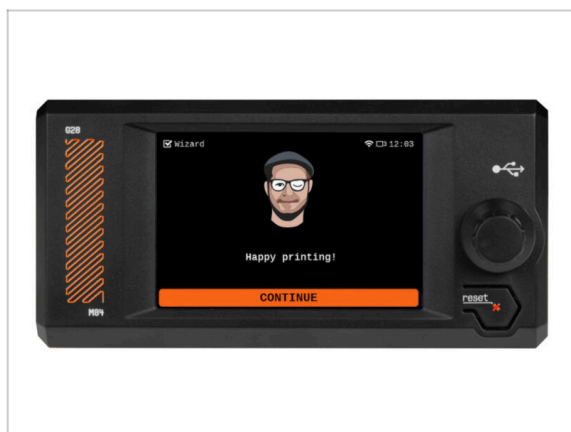 G28
Wizard
12:03
Happy printing!
CONTINUE
reset
M84